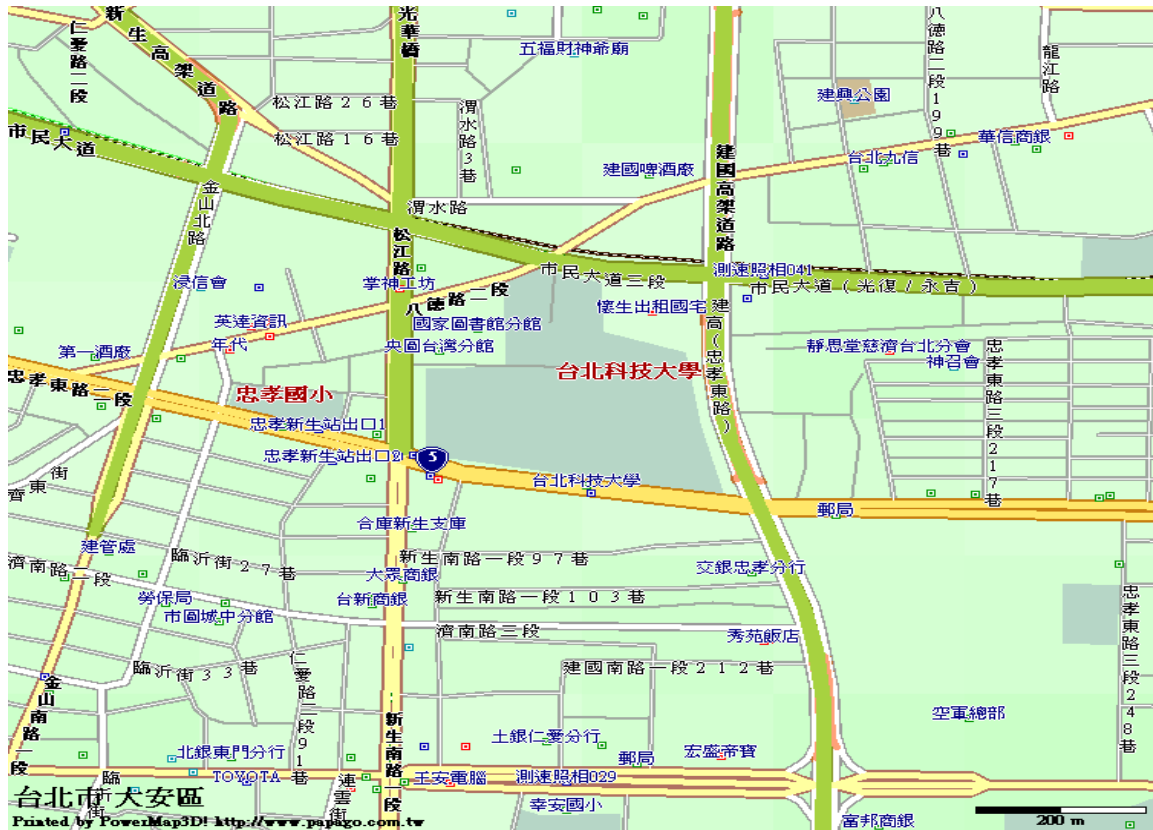 新生高架道路
光華橋
仁愛路二段
五福財神爺廟
八德路二段199巷
龍江路
建興公園
松江路26巷
渭水路3巷
松江路16巷
市民大道
華信商銀
台北九信
建國啤酒廠
建國高架道路
金山北路
渭水路
松江路
市民大道三段
測速照相041
市民大道(光復/永吉)
浸信會
掌神工坊
八德路二段
懷生出租國宅
建高(忠孝東路)
英達資訊
國家圖書館分館
年代
央圖台灣分館
第一酒廠
靜思堂慈濟台北分會
神召會
忠孝東路三段217巷
忠孝東路二段
忠孝國小
台北科技大學
忠孝新生站出口1
忠孝新生站出口2
5
台北科技大學
齊東街
郵局
合庫新生支庫
建管處
臨沂街27巷
新生南路一段97巷
濟南路二段
大眾商銀
交銀忠孝分行
勞保局
台新商銀
新生南路一段103巷
忠孝東路三段248巷
市圖城中分館
濟南路三段
秀苑飯店
臨沂街33巷
仁愛路二段91巷
建國南路一段212巷
金山南路一段
新生南路一段
空軍總部
北銀東門分行
土銀仁愛分行
郵局
宏盛帝寶
TOYOTA
連雲街
王安電腦
測速照相029
臨沂街
幸安國小
富邦商銀
台北市 大安區
Printed by PowerMap3D! http://www.papago.com.tw
200 m